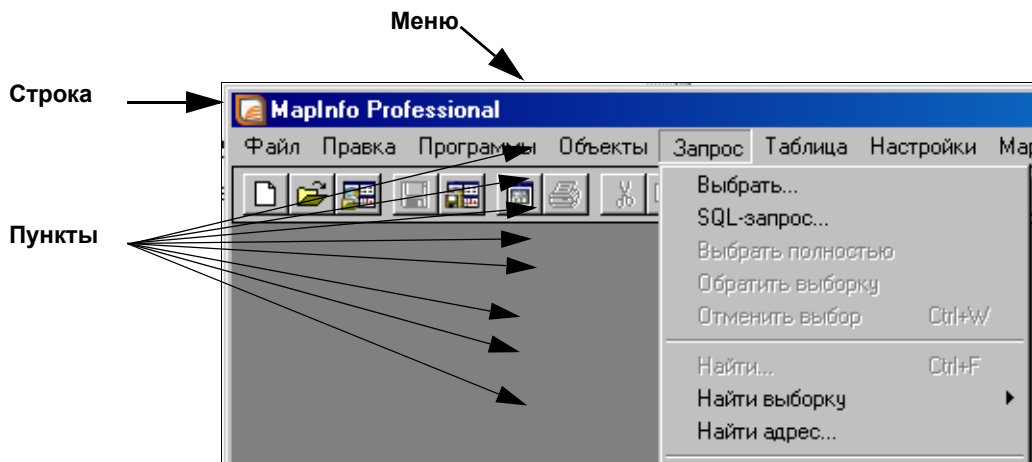 Меню
Строка
MapInfo Professional
Файл Правка Программы Объекты Запрос Таблица Настройки
Выбрать...
SQL-запрос...
Пункты
Выбрать полностью
Обратить выборку
Отменить выбор Ctrl+W
Найти... Ctrl+F
Найти выборку
Найти адрес...